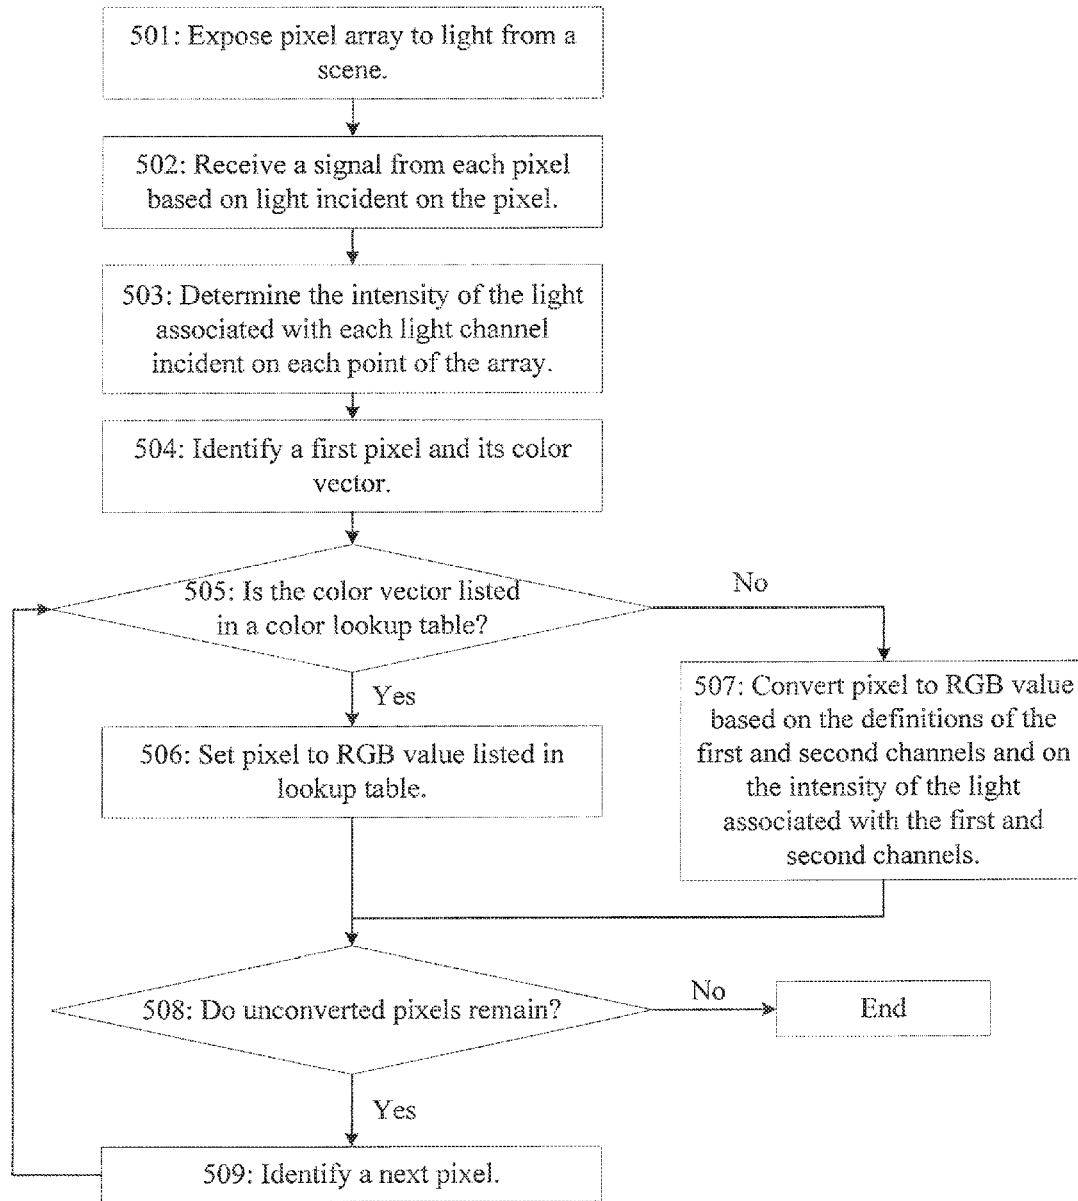 501: Expose pixel array to light from a
scene.
502: Receive a signal from each pixel
based on light incident on the pixel.
503: Determine the intensity of the light
associated with each light channel
incident on each point of the array.
504: Identify a first pixel and its color
vector.
505: Is the color vector listed
in a color lookup table?
No
Yes
506: Set pixel to RGB value listed in
lookup table.
507: Convert pixel to RGB value
based on the definitions of the
first and second channels and on
the intensity of the light
associated with the first and
second channels.
508: Do unconverted pixels remain?
No
End
Yes
509: Identify a next pixel.